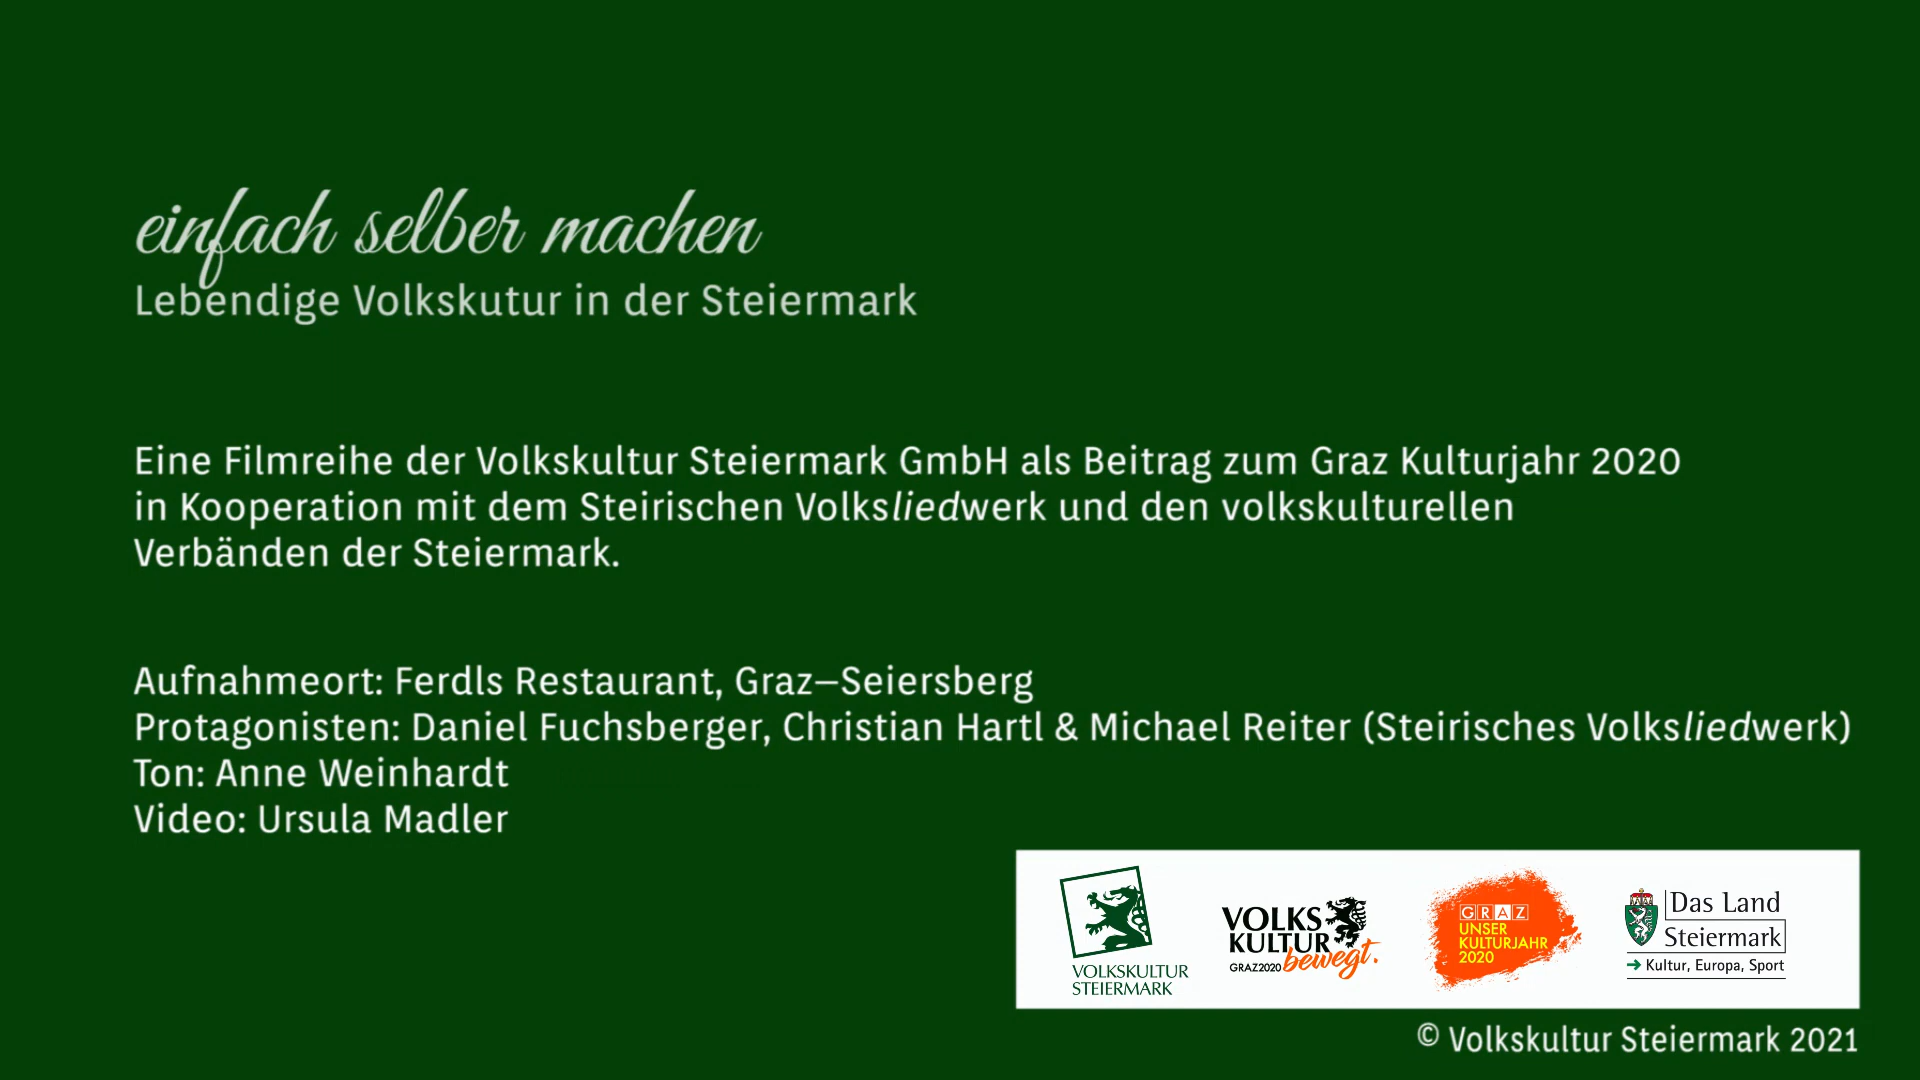 einfach selber machen
Lebendige Volkskutur in der Steiermark
Eine Filmreihe der Volkskultur Steiermark GmbH als Beitrag zum Graz Kulturjahr 2020
in Kooperation mit dem Steirischen Volksliedwerk und den volkskulturellen
Verbänden der Steiermark.
Aufnahmeort: Ferdls Restaurant, Graz–Seiersberg
Protagonisten: Daniel Fuchsberger, Christian Hartl & Michael Reiter (Steirisches Volksliedwerk)
Ton: Anne Weinhardt
Video: Ursula Madler
VOLKSKULTUR
STEIERMARK
VOLKS
KULTUR
GRAZ2020 bewegt.
GRAZ
UNSER
KULTURJAHR
2020
Das Land
Steiermark
→ Kultur, Europa, Sport
© Volkskultur Steiermark 2021